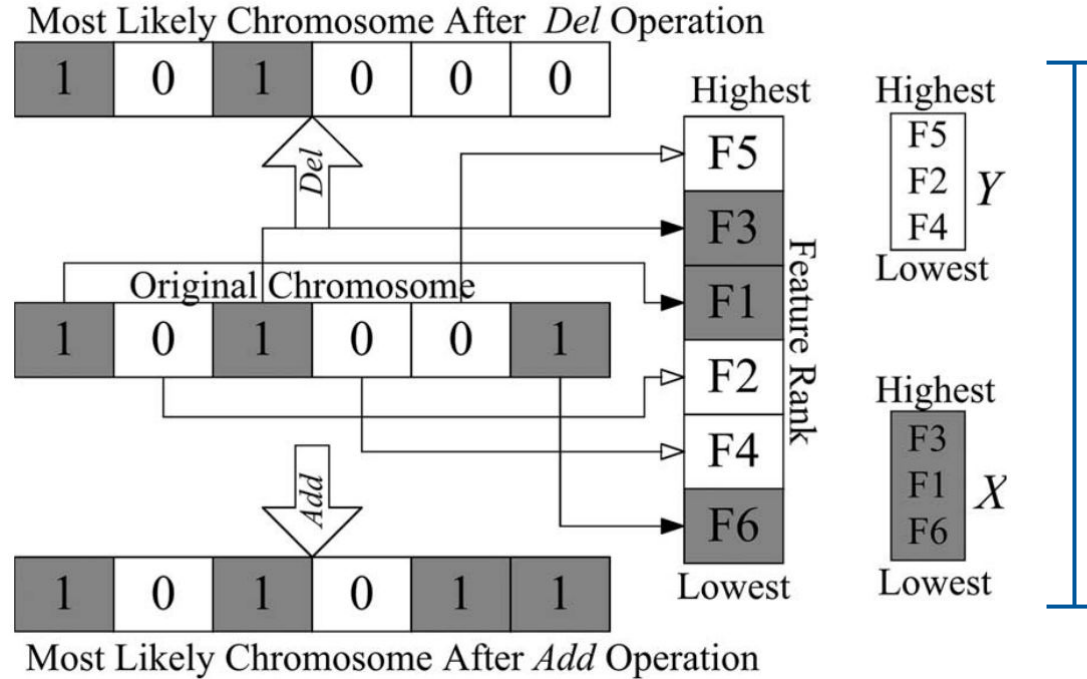 Most Likely Chromosome After Del Operation
1 0 1 0 0 0
Del
Original Chromosome
1 0 1 0 0 1
Add
1 0 1 0 1 1
Most Likely Chromosome After Add Operation
Highest
F5
F3
F1
F2
F4
F6
Lowest
Feature Rank
Highest
F5
F2
F4
Lowest
Y
Highest
F3
F1
F6
Lowest
X